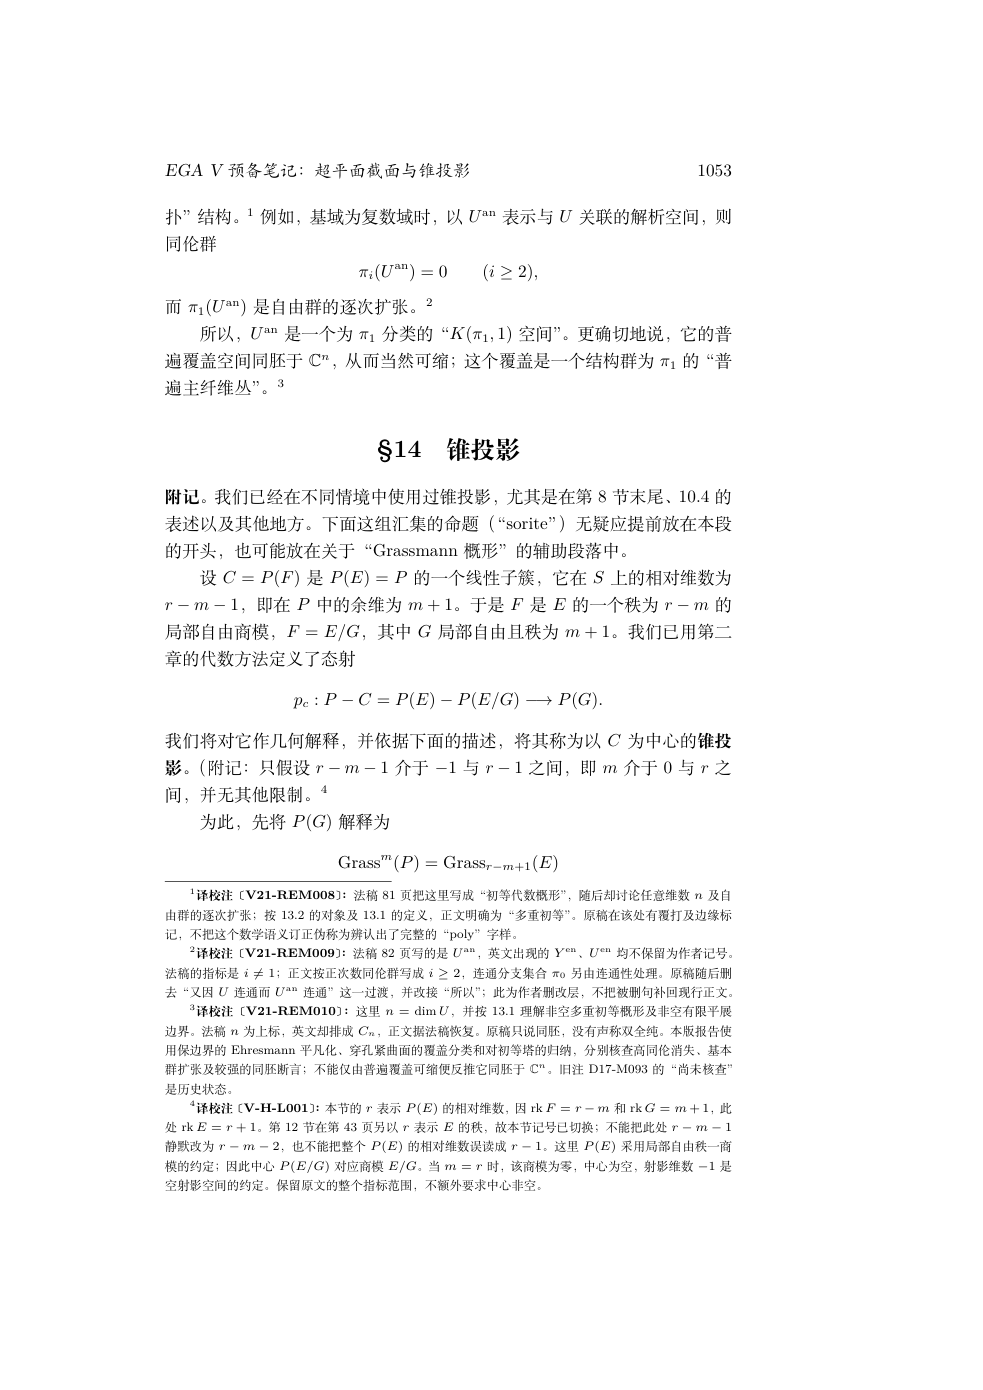 EGA V 预备笔记：超平面截面与锥投影 1053
扑” 结构。¹ 例如，基域为复数域时，以 Uᵃⁿ 表示与 U 关联的解析空间，则
同伦群
πᵢ(Uᵃⁿ) = 0 (i ≥ 2),
而 π₁(Uᵃⁿ) 是自由群的逐次扩张。²
所以，Uᵃⁿ 是一个为 π₁ 分类的 “K(π₁, 1) 空间”。更确切地说，它的普
遍覆盖空间同胚于 ℂⁿ，从而当然可缩；这个覆盖是一个结构群为 π₁ 的 “普
遍主纤维丛”。³
§14 锥投影
附记。我们已经在不同情境中使用过锥投影，尤其是在第 8 节末尾、10.4 的
表述以及其他地方。下面这组汇集的命题（“sorite”）无疑应提前放在本段
的开头，也可能放在关于 “Grassmann 概形” 的辅助段落中。
设 C = P(F) 是 P(E) = P 的一个线性子簇，它在 S 上的相对维数为
r − m − 1，即在 P 中的余维为 m + 1。于是 F 是 E 的一个秩为 r − m 的
局部自由商模，F = E/G，其中 G 局部自由且秩为 m + 1。我们已用第二
章的代数方法定义了态射
p_c : P − C = P(E) − P(E/G) ⟶ P(G).
我们将对它作几何解释，并依据下面的描述，将其称为以 C 为中心的锥投
影。（附记：只假设 r − m − 1 介于 −1 与 r − 1 之间，即 m 介于 0 与 r 之
间，并无其他限制。⁴
为此，先将 P(G) 解释为
Grassᵐ(P) = Grass_{r−m+1}(E)
¹译校注〔V21-REM008〕：法稿 81 页把这里写成 “初等代数概形”，随后却讨论任意维数 n 及自
由群的逐次扩张；按 13.2 的对象及 13.1 的定义，正文明确为 “多重初等”。原稿在该处有覆打及边缘标
记，不把这个数学语义订正伪称为辨认出了完整的 “poly” 字样。
²译校注〔V21-REM009〕：法稿 82 页写的是 Uᵃⁿ，英文出现的 Yᵉⁿ、Uᵉⁿ 均不保留为作者记号。
法稿的指标是 i ≠ 1；正文按正次数同伦群写成 i ≥ 2，连通分支集合 π₀ 另由连通性处理。原稿随后删
去 “又因 U 连通而 Uᵃⁿ 连通” 这一过渡，并改接 “所以”；此为作者删改层，不把被删句补回现行正文。
³译校注〔V21-REM010〕：这里 n = dim U，并按 13.1 理解非空多重初等概形及非空有限平展
边界。法稿 n 为上标，英文却排成 Cₙ，正文据法稿恢复。原稿只说同胚，没有声称双全纯。本版报告使
用保边界的 Ehresmann 平凡化、穿孔紧曲面的覆盖分类和对初等塔的归纳，分别核查高同伦消失、基本
群扩张及较强的同胚断言；不能仅由普遍覆盖可缩便反推它同胚于 ℂⁿ。旧注 D17-M093 的 “尚未核查”
是历史状态。
⁴译校注〔V-H-L001〕：本节的 r 表示 P(E) 的相对维数，因 rk F = r − m 和 rk G = m + 1，此
处 rk E = r + 1。第 12 节在第 43 页另以 r 表示 E 的秩，故本节记号已切换；不能把此处 r − m − 1
静默改为 r − m − 2，也不能把整个 P(E) 的相对维数误读成 r − 1。这里 P(E) 采用局部自由秩一商
模的约定；因此中心 P(E/G) 对应商模 E/G。当 m = r 时，该商模为零，中心为空，射影维数 −1 是
空射影空间的约定。保留原文的整个指标范围，不额外要求中心非空。